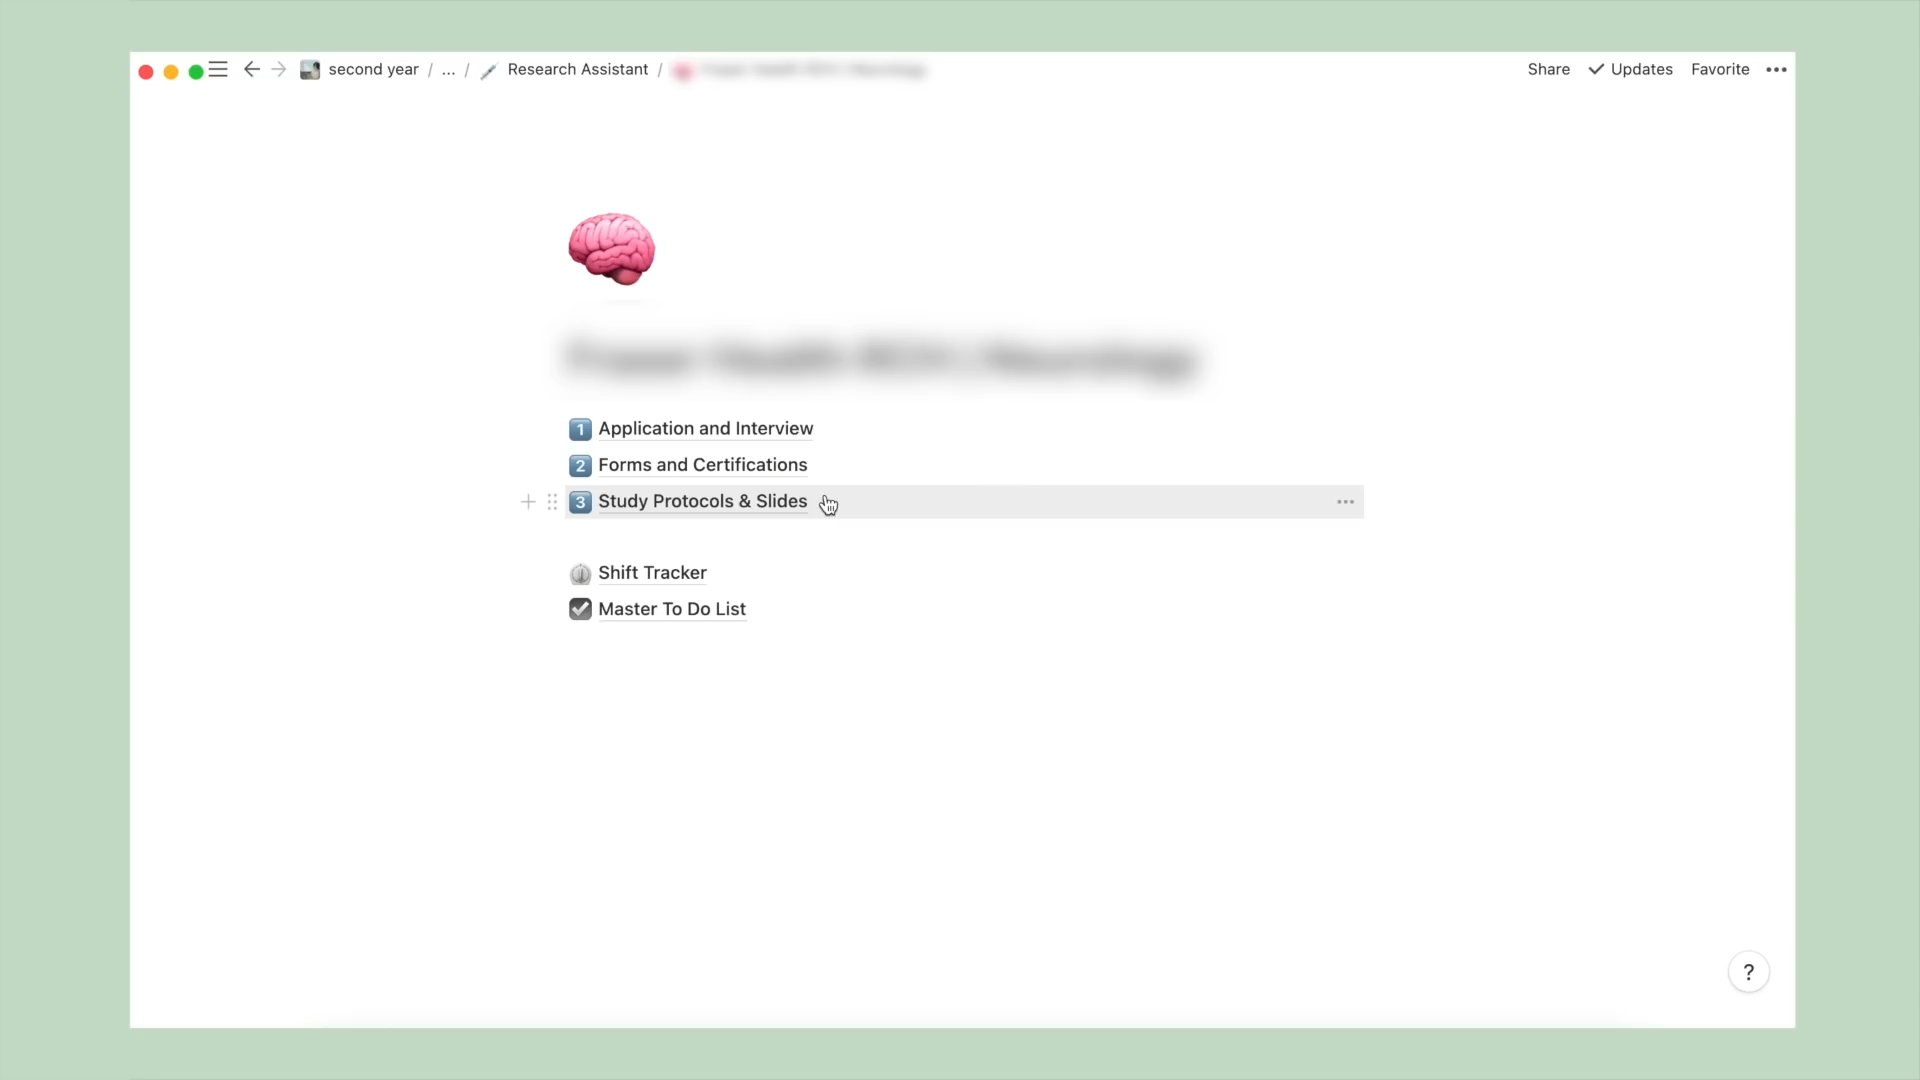 second year / ... / Research Assistant /
Share Updates Favorite
1 Application and Interview
2 Forms and Certifications
3 Study Protocols & Slides
Shift Tracker
Master To Do List
?